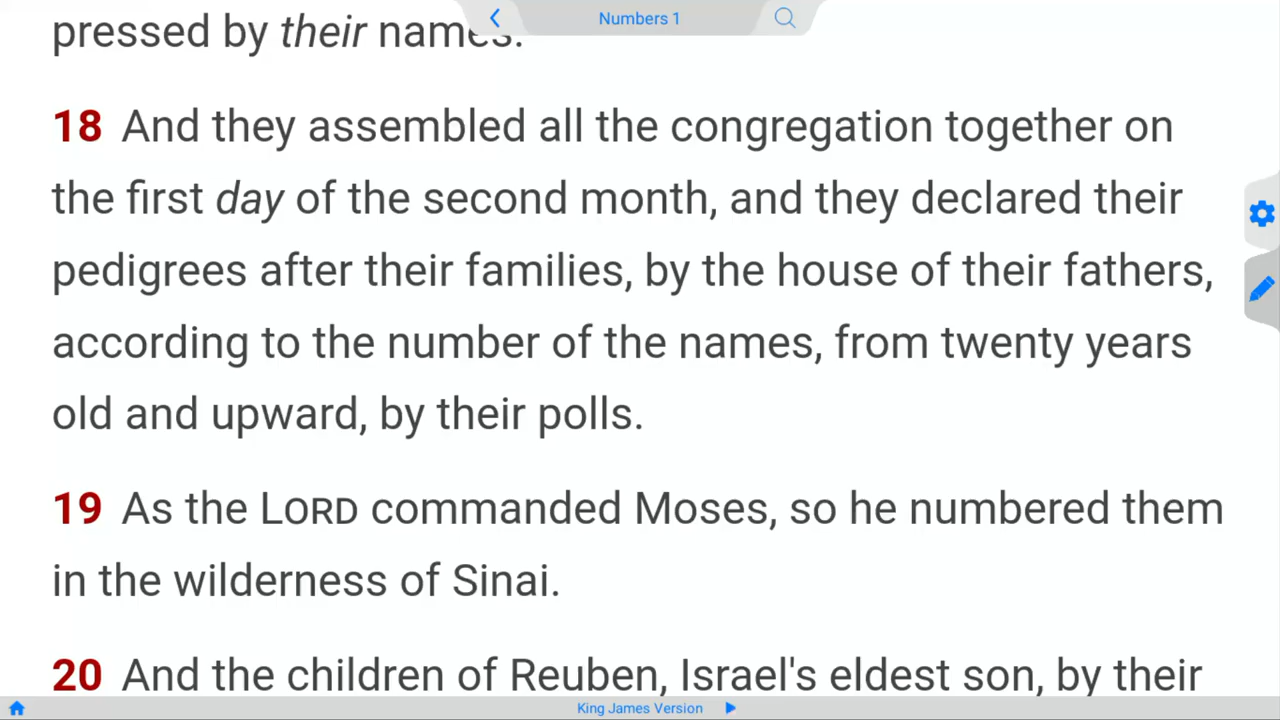 Numbers 1
pressed by their names.
18 And they assembled all the congregation together on
the first day of the second month, and they declared their
pedigrees after their families, by the house of their fathers,
according to the number of the names, from twenty years
old and upward, by their polls.
19 As the LORD commanded Moses, so he numbered them
in the wilderness of Sinai.
20 And the children of Reuben, Israel's eldest son, by their
King James Version